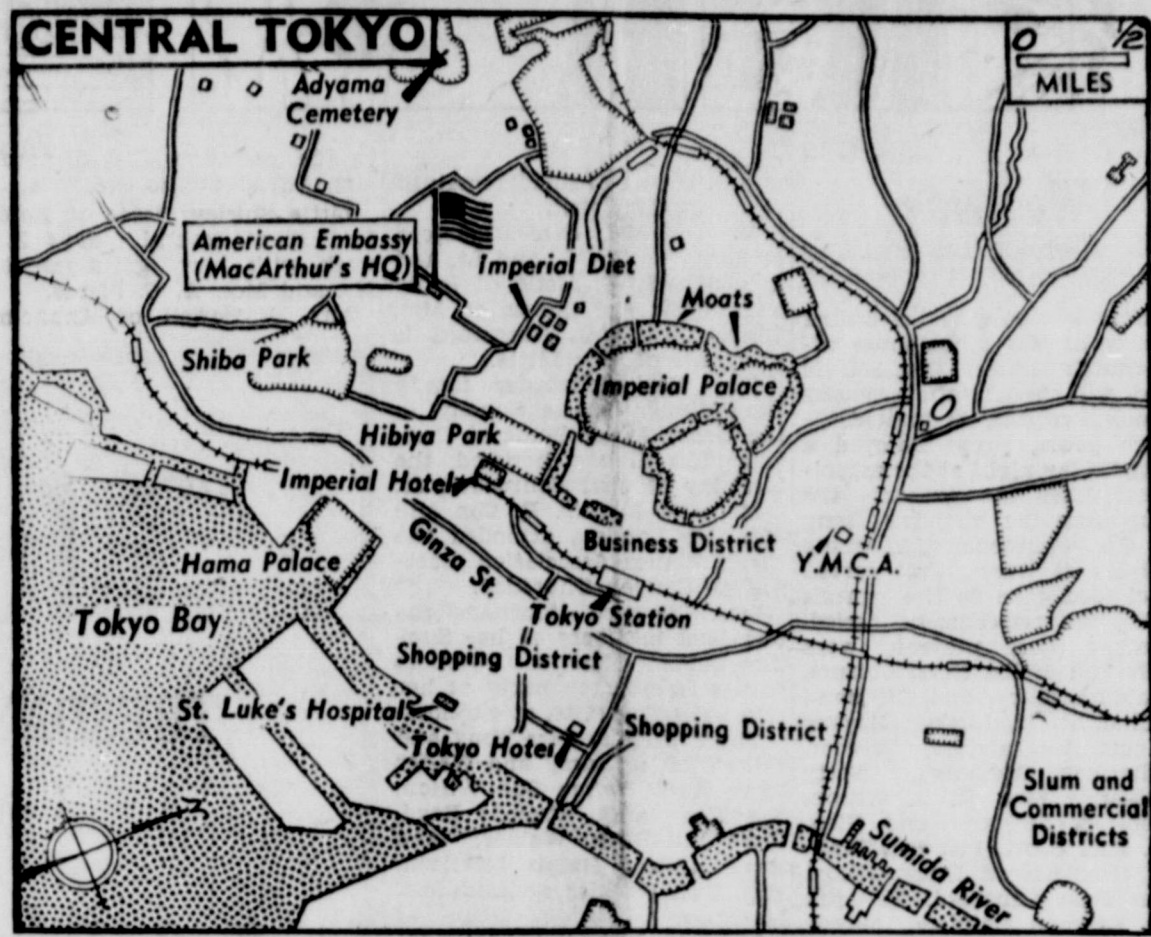 CENTRAL TOKYO
0 1/2
MILES
Adyama
Cemetery
American Embassy
(MacArthur's HQ)
Imperial Diet
Moats
Shiba Park
Imperial Palace
Hibiya Park
Imperial Hotel
Ginza St.
Business District
Hama Palace
Y.M.C.A.
Tokyo Bay
Tokyo Station
Shopping District
St. Luke's Hospital
Tokyo Hotel
Shopping District
Slum and
Commercial
Districts
Sumida River
N